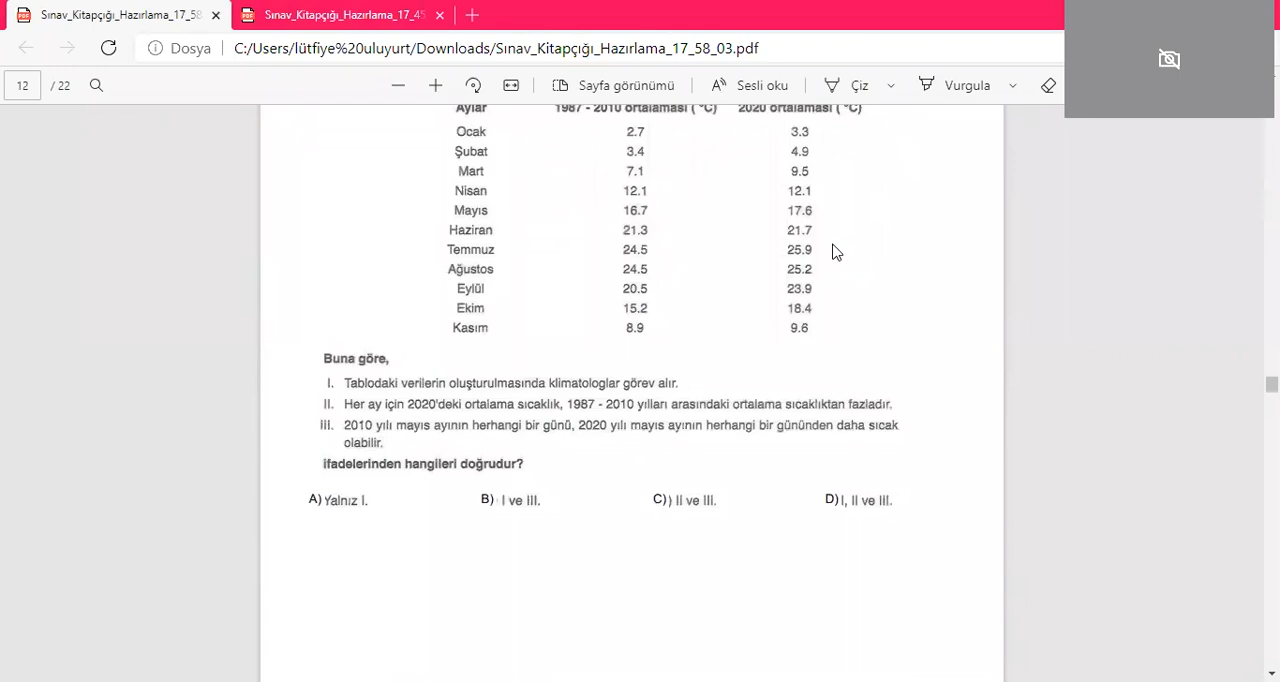 Sınav_Kitapçığı_Hazırlama_17_58
Sınav_Kitapçığı_Hazırlama_17_45
Dosya C:/Users/lütfiye%20uluyurt/Downloads/Sınav_Kitapçığı_Hazırlama_17_58_03.pdf
12 / 22 Sayfa görünümü Sesli oku Çiz Vurgula
Aylar 1987 - 2010 ortalaması ( °C) 2020 ortalaması ( °C)
Ocak 2.7 3.3
Şubat 3.4 4.9
Mart 7.1 9.5
Nisan 12.1 12.1
Mayıs 16.7 17.6
Haziran 21.3 21.7
Temmuz 24.5 25.9
Ağustos 24.5 25.2
Eylül 20.5 23.9
Ekim 15.2 18.4
Kasım 8.9 9.6
Buna göre,
I. Tablodaki verilerin oluşturulmasında klimatologlar görev alır.
II. Her ay için 2020'deki ortalama sıcaklık, 1987 - 2010 yılları arasındaki ortalama sıcaklıktan fazladır.
III. 2010 yılı mayıs ayının herhangi bir günü, 2020 yılı mayıs ayının herhangi bir gününden daha sıcak
olabilir.
ifadelerinden hangileri doğrudur?
A) Yalnız I. B) I ve III. C) ) II ve III. D) I, II ve III.